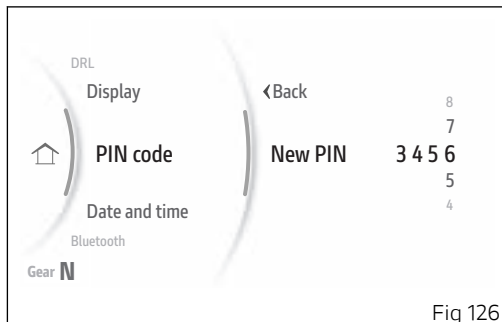 DRL
Display
‹Back
8
7
PIN code
New PIN
3 4 5 6
5
4
Date and time
Bluetooth
Gear N
Fig 126